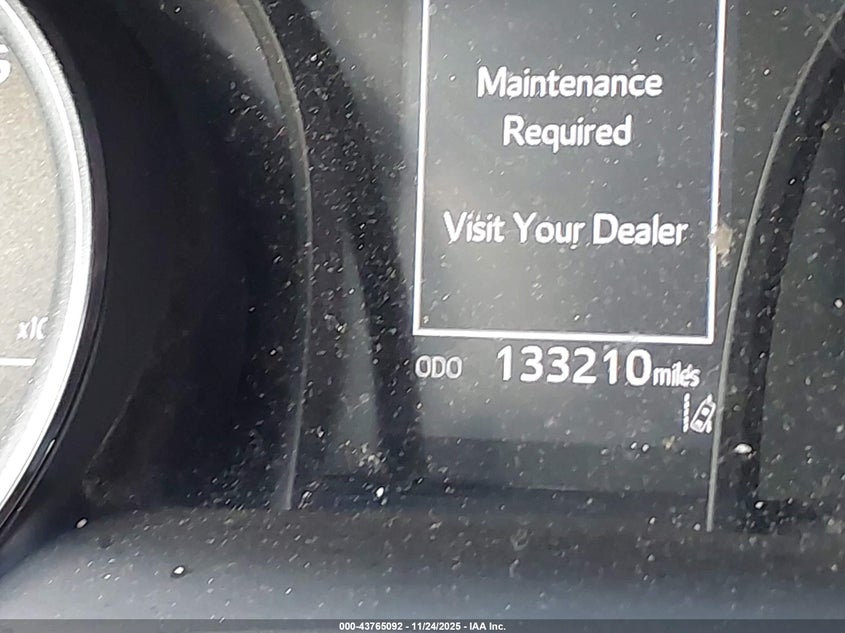 Maintenance
Required
Visit Your Dealer
ODO 133210 miles
000-43765092 - 11/24/2025 - IAA Inc.